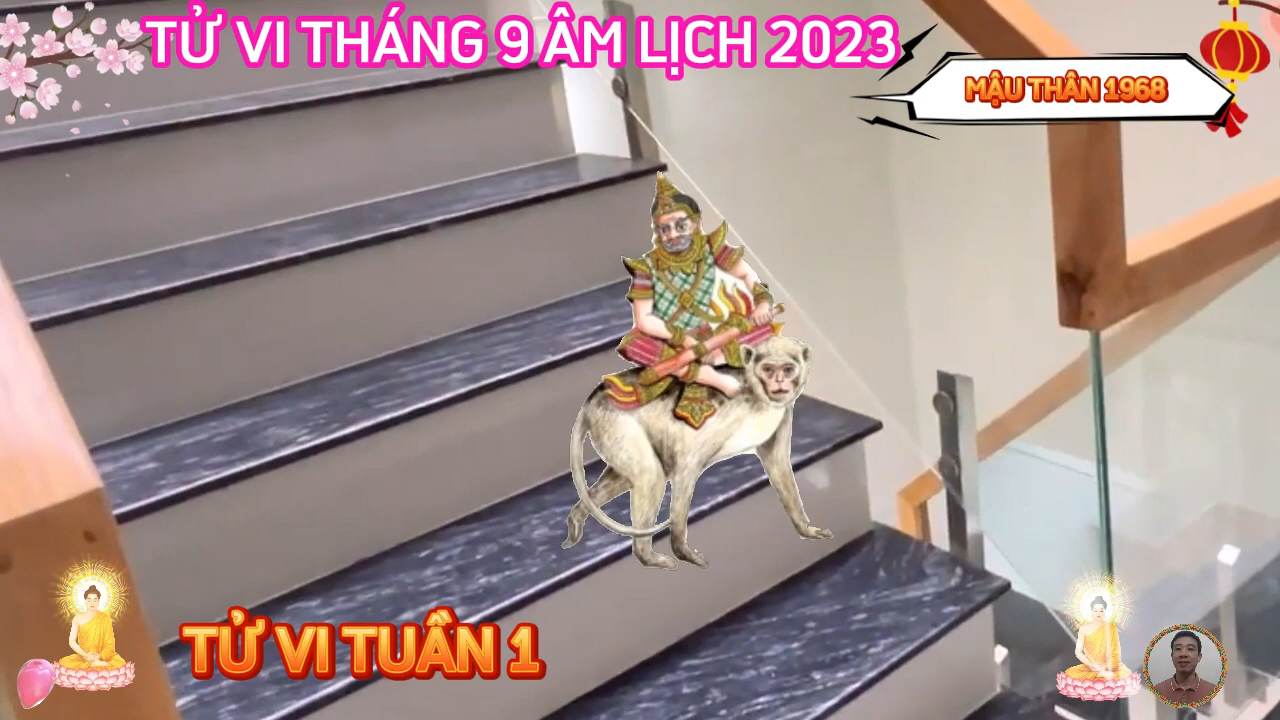 TỬ VI THÁNG 9 ÂM LỊCH 2023
MẬU THÂN 1968
TỬ VI TUẦN 1